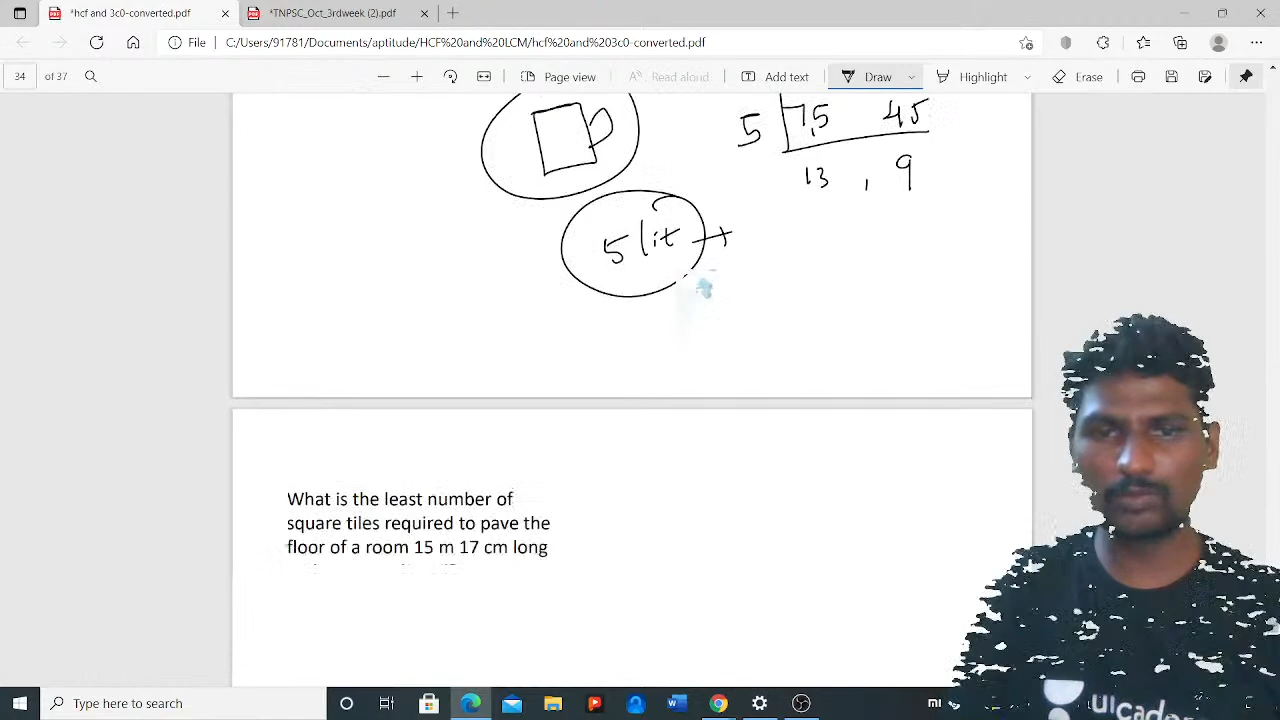 *hcf and 3c0-converted.pdf
*TNPSC_Oct_3rdweek (2).pdf
File
C:/Users/91781/Documents/aptitude/HCF%20and%20LCM/hcf%20and%203c0-converted.pdf
34 of 37
Page view
Read aloud
Add text
Draw
Highlight
Erase
5 75 45
13 , 9
5 lit
What is the least number of
square tiles required to pave the
floor of a room 15 m 17 cm long
Type here to search